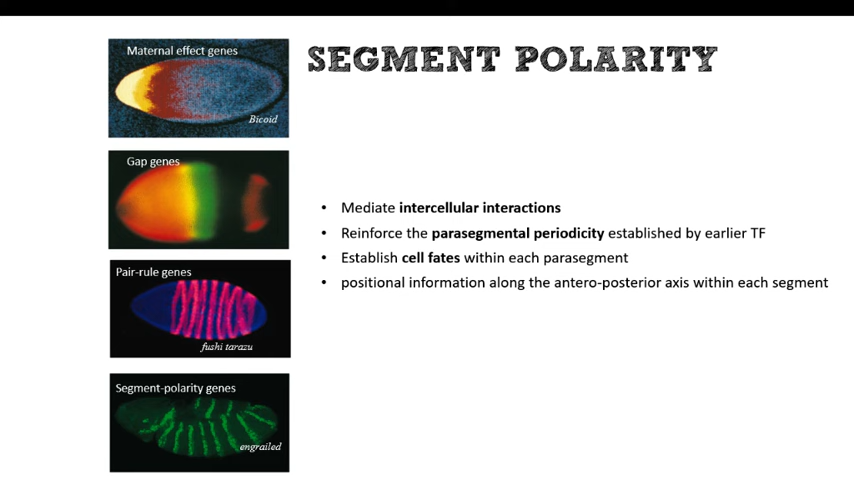 SEGMENT POLARITY
Maternal effect genes
Bicoid
Gap genes
Pair-rule genes
fushi tarazu
Segment-polarity genes
engrailed
• Mediate intercellular interactions
• Reinforce the parasegmental periodicity established by earlier TF
• Establish cell fates within each parasegment
• positional information along the antero-posterior axis within each segment